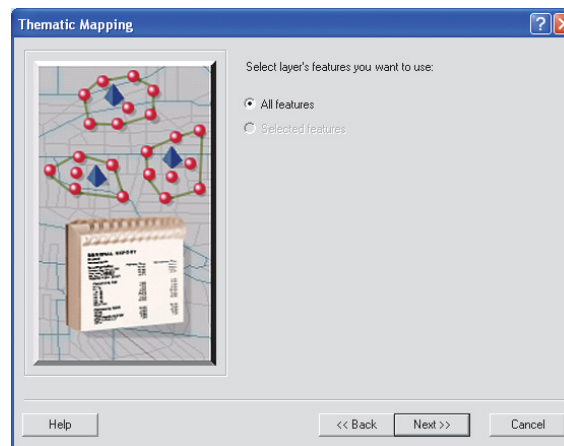 Thematic Mapping
Select layer's features you want to use:
All features
Selected features
Help
<< Back
Next >>
Cancel